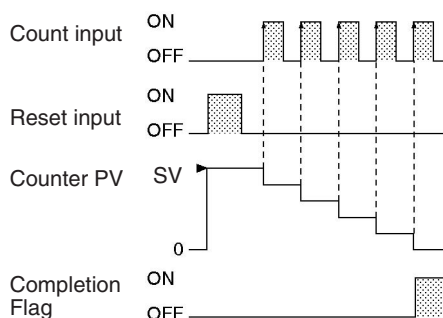 Count input
ON
OFF
Reset input
ON
OFF
Counter PV
SV
0
Completion
Flag
ON
OFF